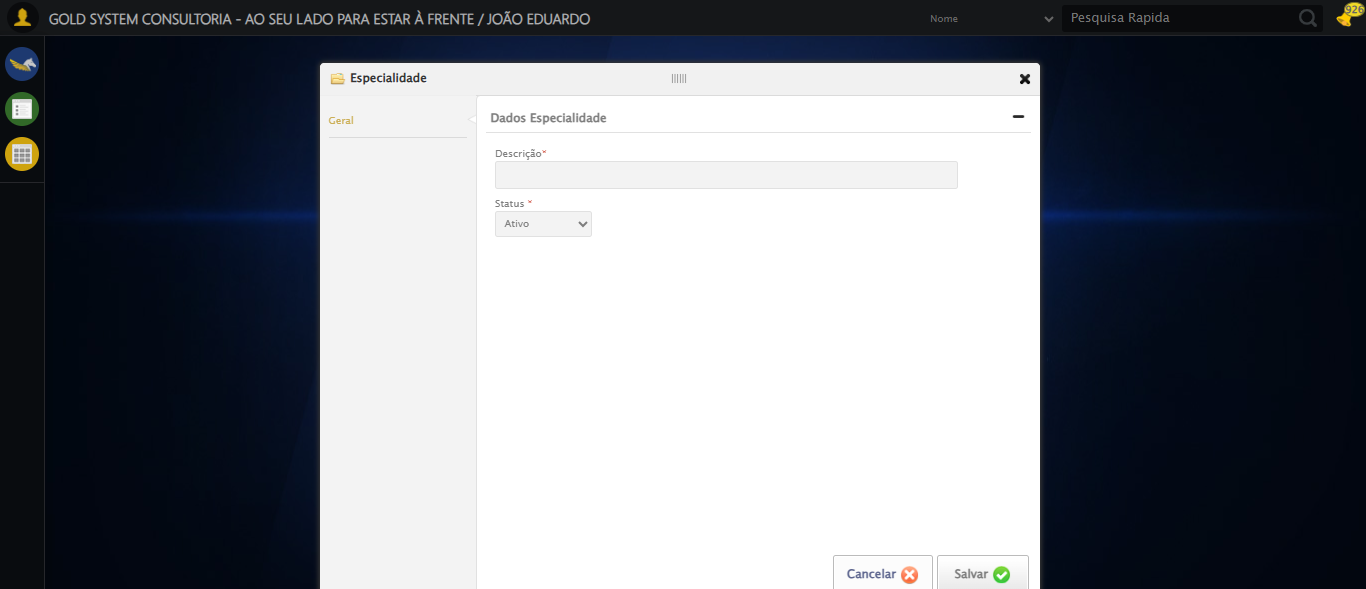 GOLD SYSTEM CONSULTORIA - AO SEU LADO PARA ESTAR À FRENTE / JOÃO EDUARDO
Nome
Pesquisa Rapida
926
Especialidade
Geral
Dados Especialidade
Descrição*
Status *
Ativo
Cancelar
Salvar